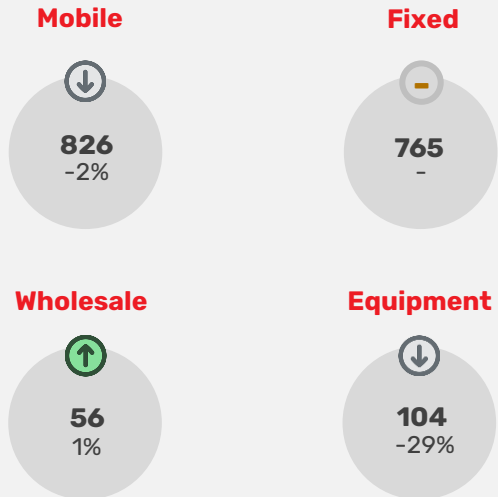 Mobile
826
-2%
Fixed
-
765
-
Wholesale
56
1%
Equipment
104
-29%